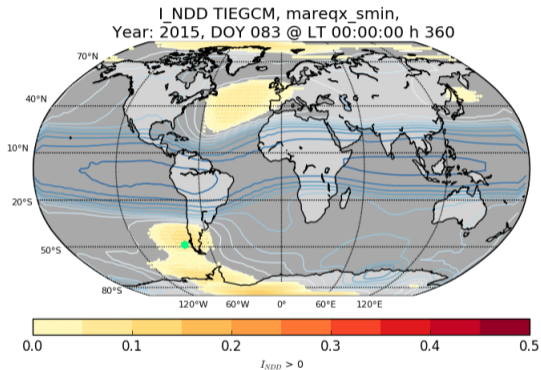 I_NDD TIEGCM, mareqx_smin,
Year: 2015, DOY 083 @ LT 00:00:00 h 360
70°N
40°N
10°N
20°S
50°S
80°S
120°W 60°W 0° 60°E 120°E
0.0 0.1 0.2 0.3 0.4 0.5
I_NDD > 0